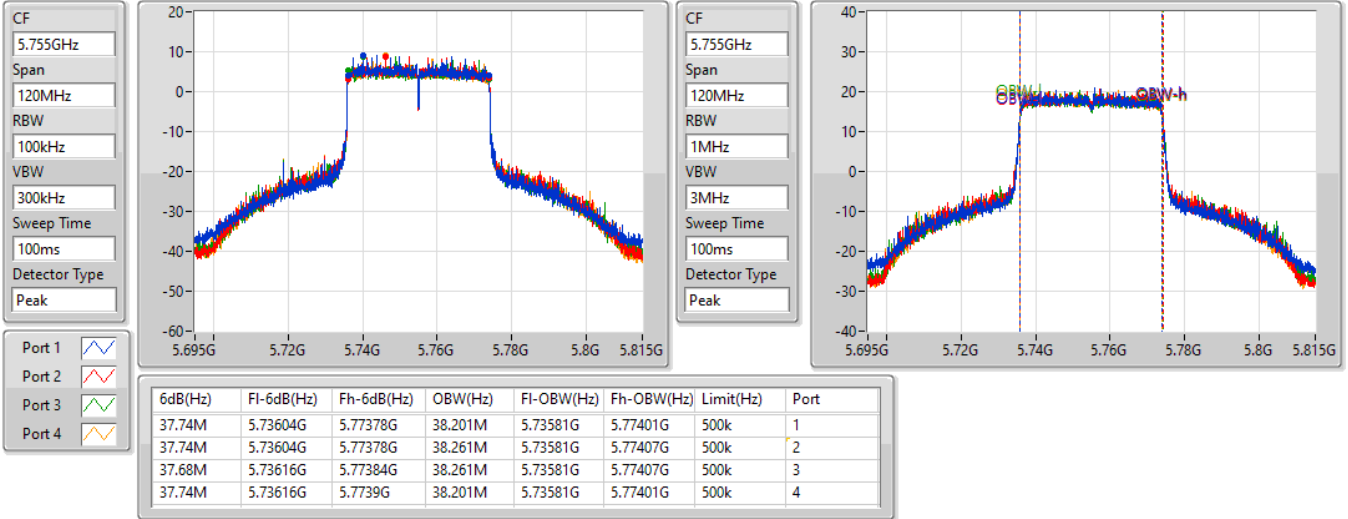 CF
5.755GHz
Span
120MHz
RBW
100kHz
VBW
300kHz
Sweep Time
100ms
Detector Type
Peak
Port 1
Port 2
Port 3
Port 4
20
10
0
-10
-20
-30
-40
-50
-60
5.695G 5.72G 5.74G 5.76G 5.78G 5.8G 5.815G
CF
5.755GHz
Span
120MHz
RBW
1MHz
VBW
3MHz
Sweep Time
100ms
Detector Type
Peak
40
30
20
10
0
-10
-20
-30
-40
OBW-h
5.695G 5.72G 5.74G 5.76G 5.78G 5.8G 5.815G
6dB(Hz) Fl-6dB(Hz) Fh-6dB(Hz) OBW(Hz) Fl-OBW(Hz) Fh-OBW(Hz) Limit(Hz) Port
37.74M 5.73604G 5.77378G 38.201M 5.73581G 5.77401G 500k 1
37.74M 5.73604G 5.77378G 38.261M 5.73581G 5.77407G 500k 2
37.68M 5.73616G 5.77384G 38.261M 5.73581G 5.77407G 500k 3
37.74M 5.73616G 5.7739G 38.201M 5.73581G 5.77401G 500k 4